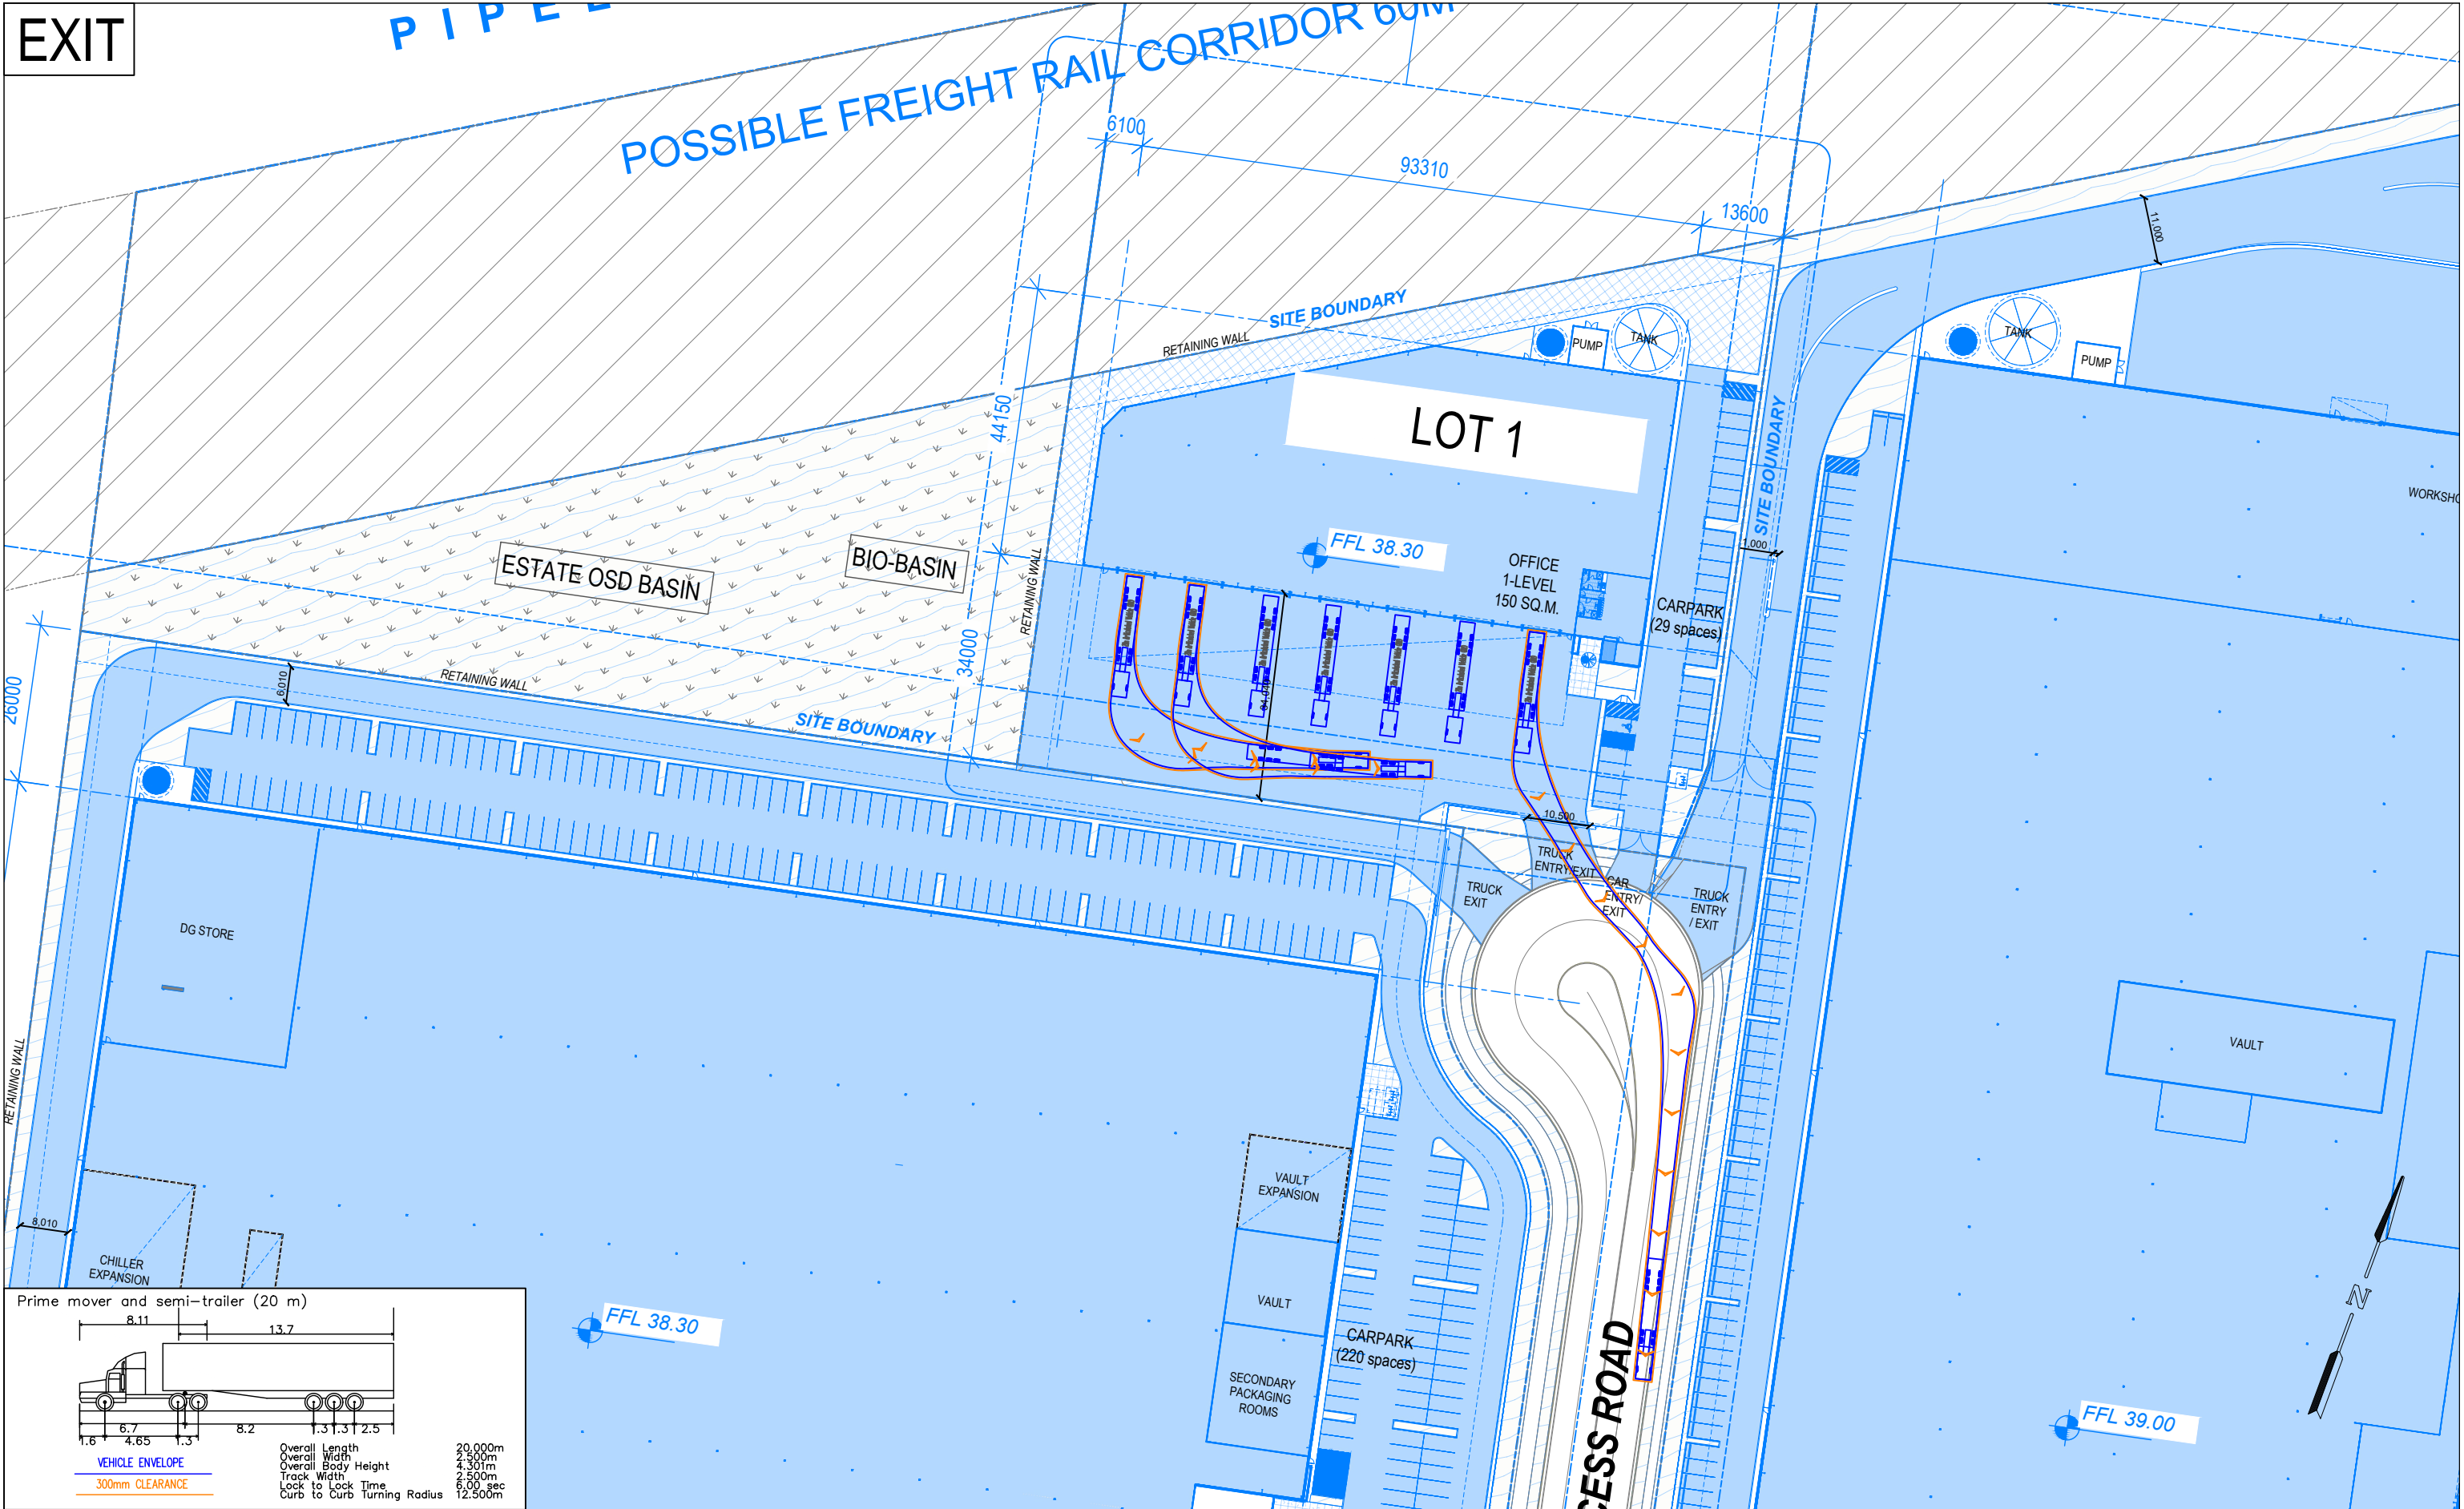 EXIT
PIPE
POSSIBLE FREIGHT RAIL CORRIDOR 60M
6100
93310
13600
11.000
SITE BOUNDARY
RETAINING WALL
PUMP
TANK
TANK
PUMP
44150
LOT 1
SITE BOUNDARY
WORKSHO
1.000
FFL 38.30
OFFICE
1-LEVEL
150 SQ.M.
CARPARK
(29 spaces)
ESTATE OSD BASIN
BIO-BASIN
RETAINING WALL
34000
26000
6.010
RETAINING WALL
SITE BOUNDARY
10.500
TRUCK
ENTRY/EXIT
CAR
ENTRY/
EXIT
TRUCK
EXIT
TRUCK
ENTRY
/ EXIT
DG STORE
RETAINING WALL
VAULT
VAULT
EXPANSION
8.010
CHILLER
EXPANSION
VAULT
FFL 38.30
CARPARK
(220 spaces)
SECONDARY
PACKAGING
ROOMS
CESS ROAD
N
FFL 39.00
Prime mover and semi-trailer (20 m)
8.11
13.7
6.7
8.2
1.3
1.3
2.5
1.6
4.65
1.3
VEHICLE ENVELOPE
300mm CLEARANCE
Overall Length 20.000m
Overall Width 2.500m
Overall Body Height 4.301m
Track Width 2.500m
Lock to Lock Time 6.00 sec
Curb to Curb Turning Radius 12.500m